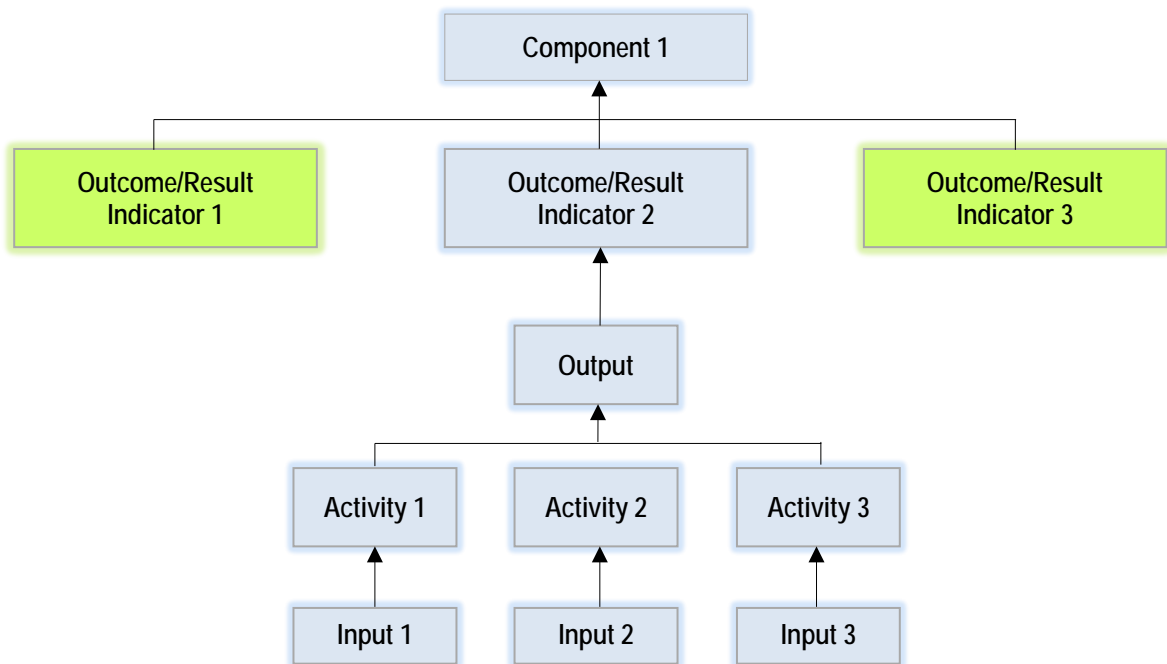 Component 1
Outcome/Result
Indicator 1
Outcome/Result
Indicator 2
Outcome/Result
Indicator 3
Output
Activity 1
Activity 2
Activity 3
Input 1
Input 2
Input 3